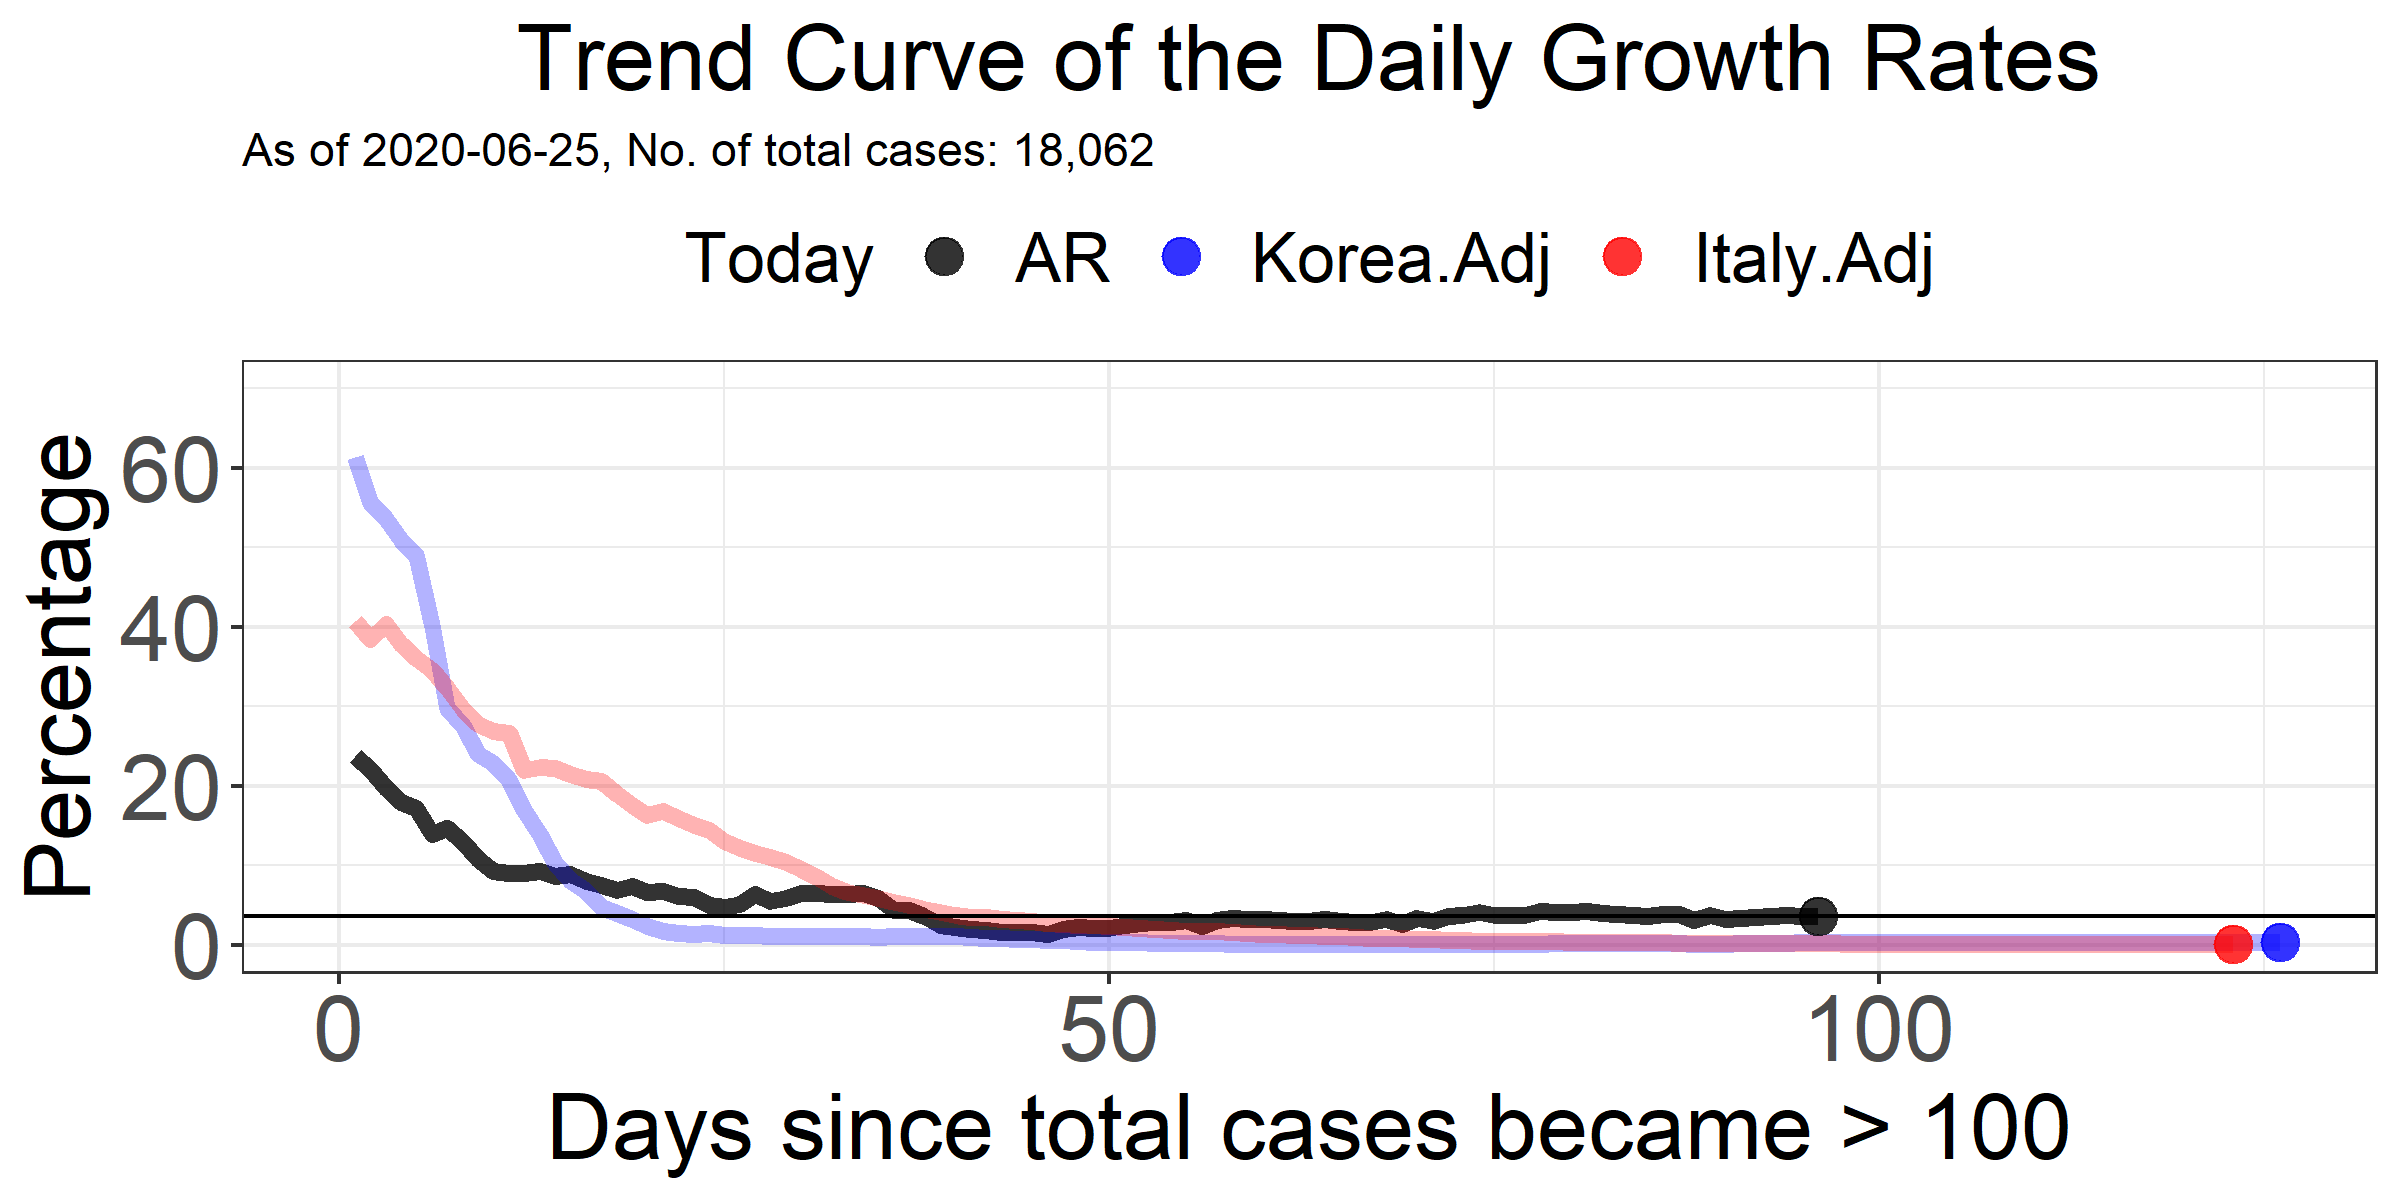 Trend Curve of the Daily Growth Rates
As of 2020-06-25, No. of total cases: 18,062
Today AR Korea.Adj Italy.Adj
Percentage
60
40
20
0
0 50 100
Days since total cases became > 100